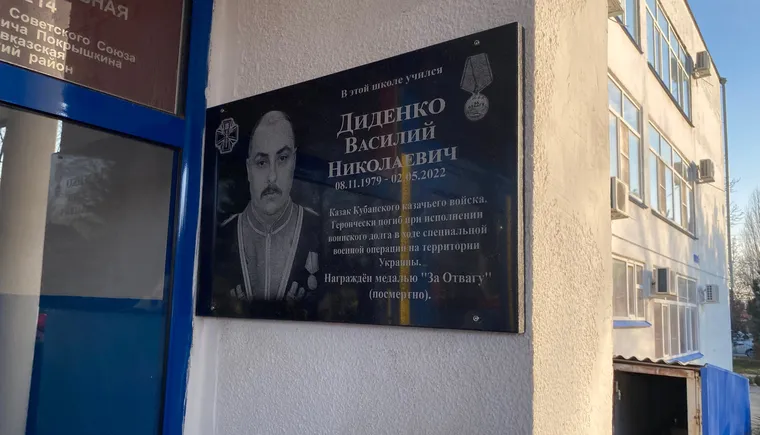 №14
Советского Союза
Покрышкина
авказская
район
В этой школе учился
ДИДЕНКО
ВАСИЛИЙ
НИКОЛАЕВИЧ
08.11.1979 - 02.05.2022
Казак Кубанского казачьего войска.
Героически погиб при исполнении
воинского долга в ходе специальной
военной операции на территории
Украины.
Награждён медалью "За Отвагу"
(посмертно).